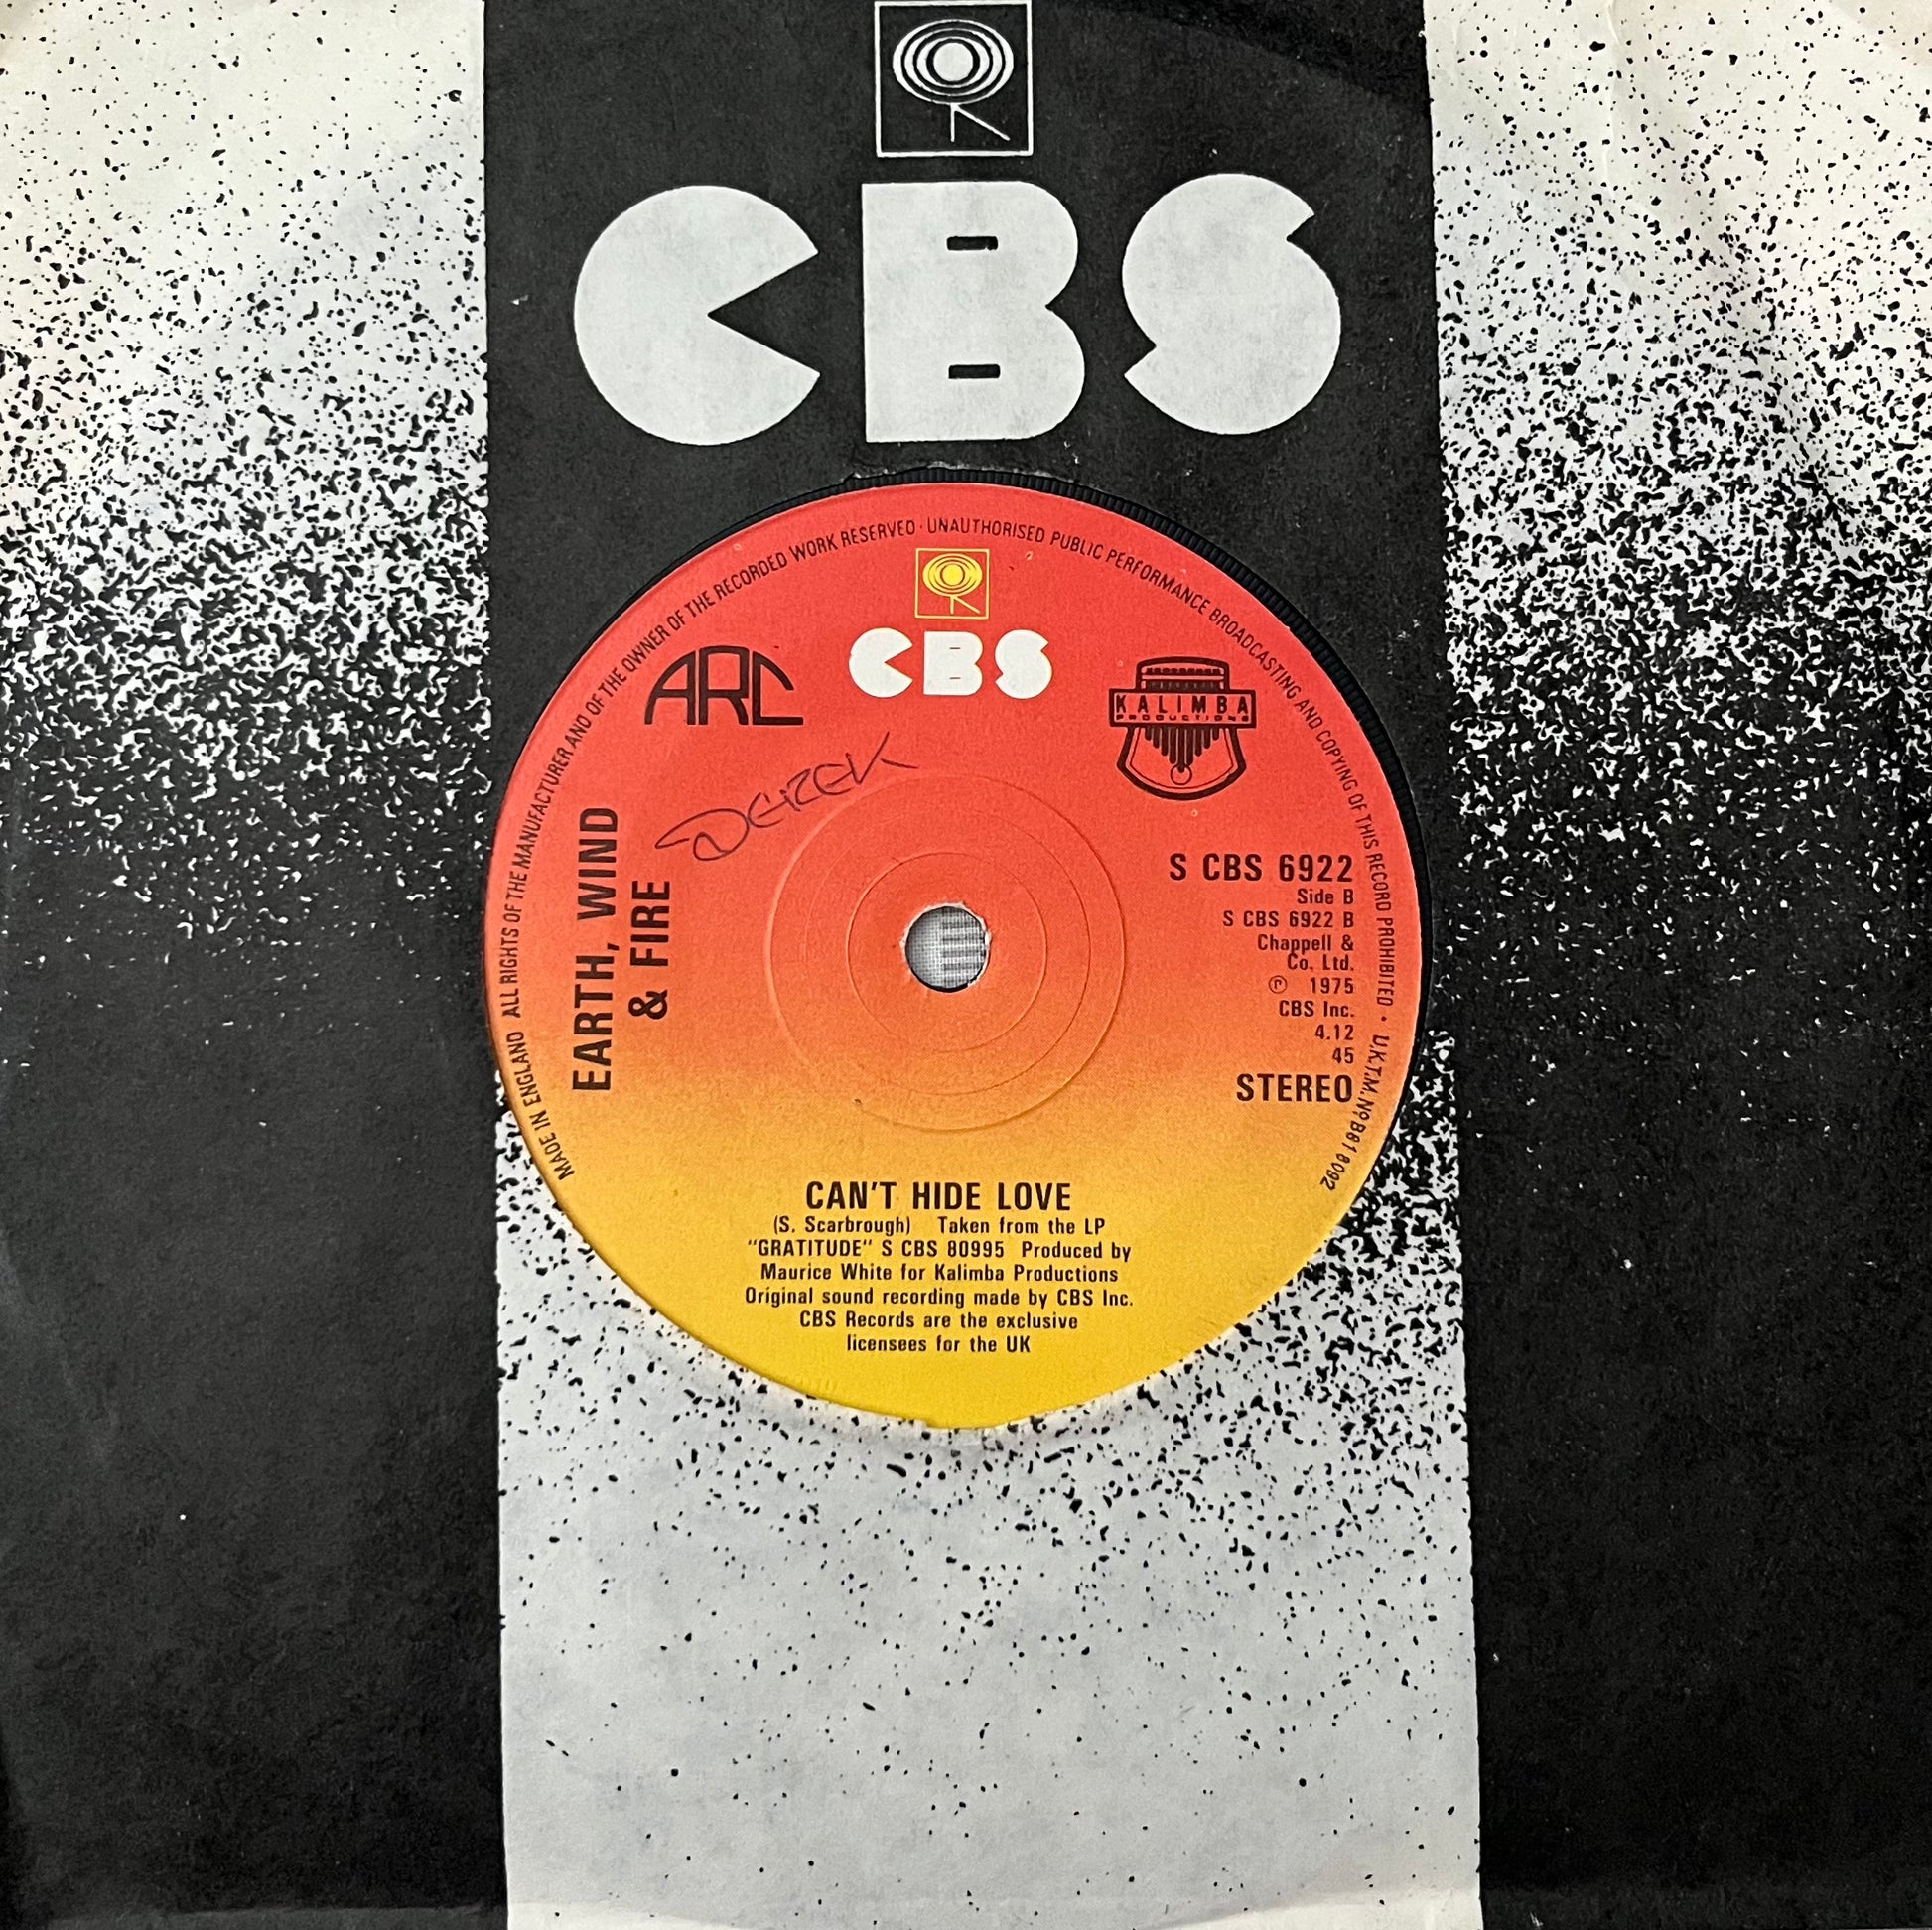 CBS
MADE IN ENGLAND ALL RIGHTS OF THE MANUFACTURER AND OF THE OWNER OF THE RECORDED WORK RESERVED · UNAUTHORISED PUBLIC PERFORMANCE BROADCASTING AND COPYING OF THIS RECORD PROHIBITED · U.K.T.M. Nº B618092
CBS
ARC
KALIMBA
PRODUCTIONS
DEREK
EARTH, WIND
& FIRE
S CBS 6922
Side B
S CBS 6922 B
Chappell &
Co. Ltd.
℗ 1975
CBS Inc.
4.12
45
STEREO
CAN'T HIDE LOVE
(S. Scarbrough) Taken from the LP
"GRATITUDE" S CBS 80995 Produced by
Maurice White for Kalimba Productions
Original sound recording made by CBS Inc.
CBS Records are the exclusive
licensees for the UK